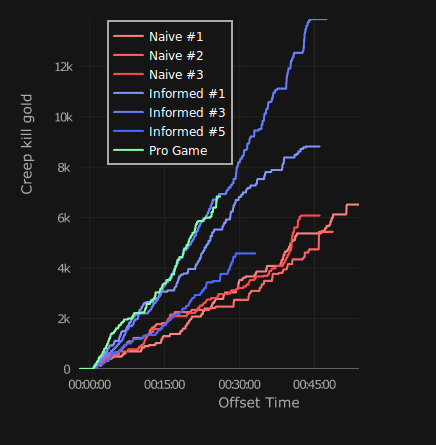 Naive #1
Naive #2
Naive #3
Informed #1
Informed #3
Informed #5
Pro Game
Creep kill gold
12k
10k
8k
6k
4k
2k
0
00:00:00 00:15:00 00:30:00 00:45:00
Offset Time